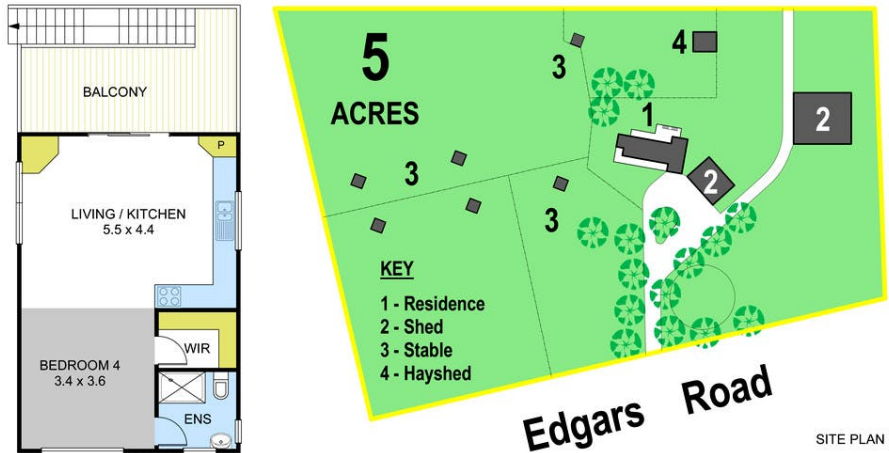 BALCONY
P
LIVING / KITCHEN
5.5 x 4.4
WIR
BEDROOM 4
3.4 x 3.6
ENS
5
ACRES
3
4
1
2
3
2
3
KEY
1 - Residence
2 - Shed
3 - Stable
4 - Hayshed
Edgars Road
SITE PLAN